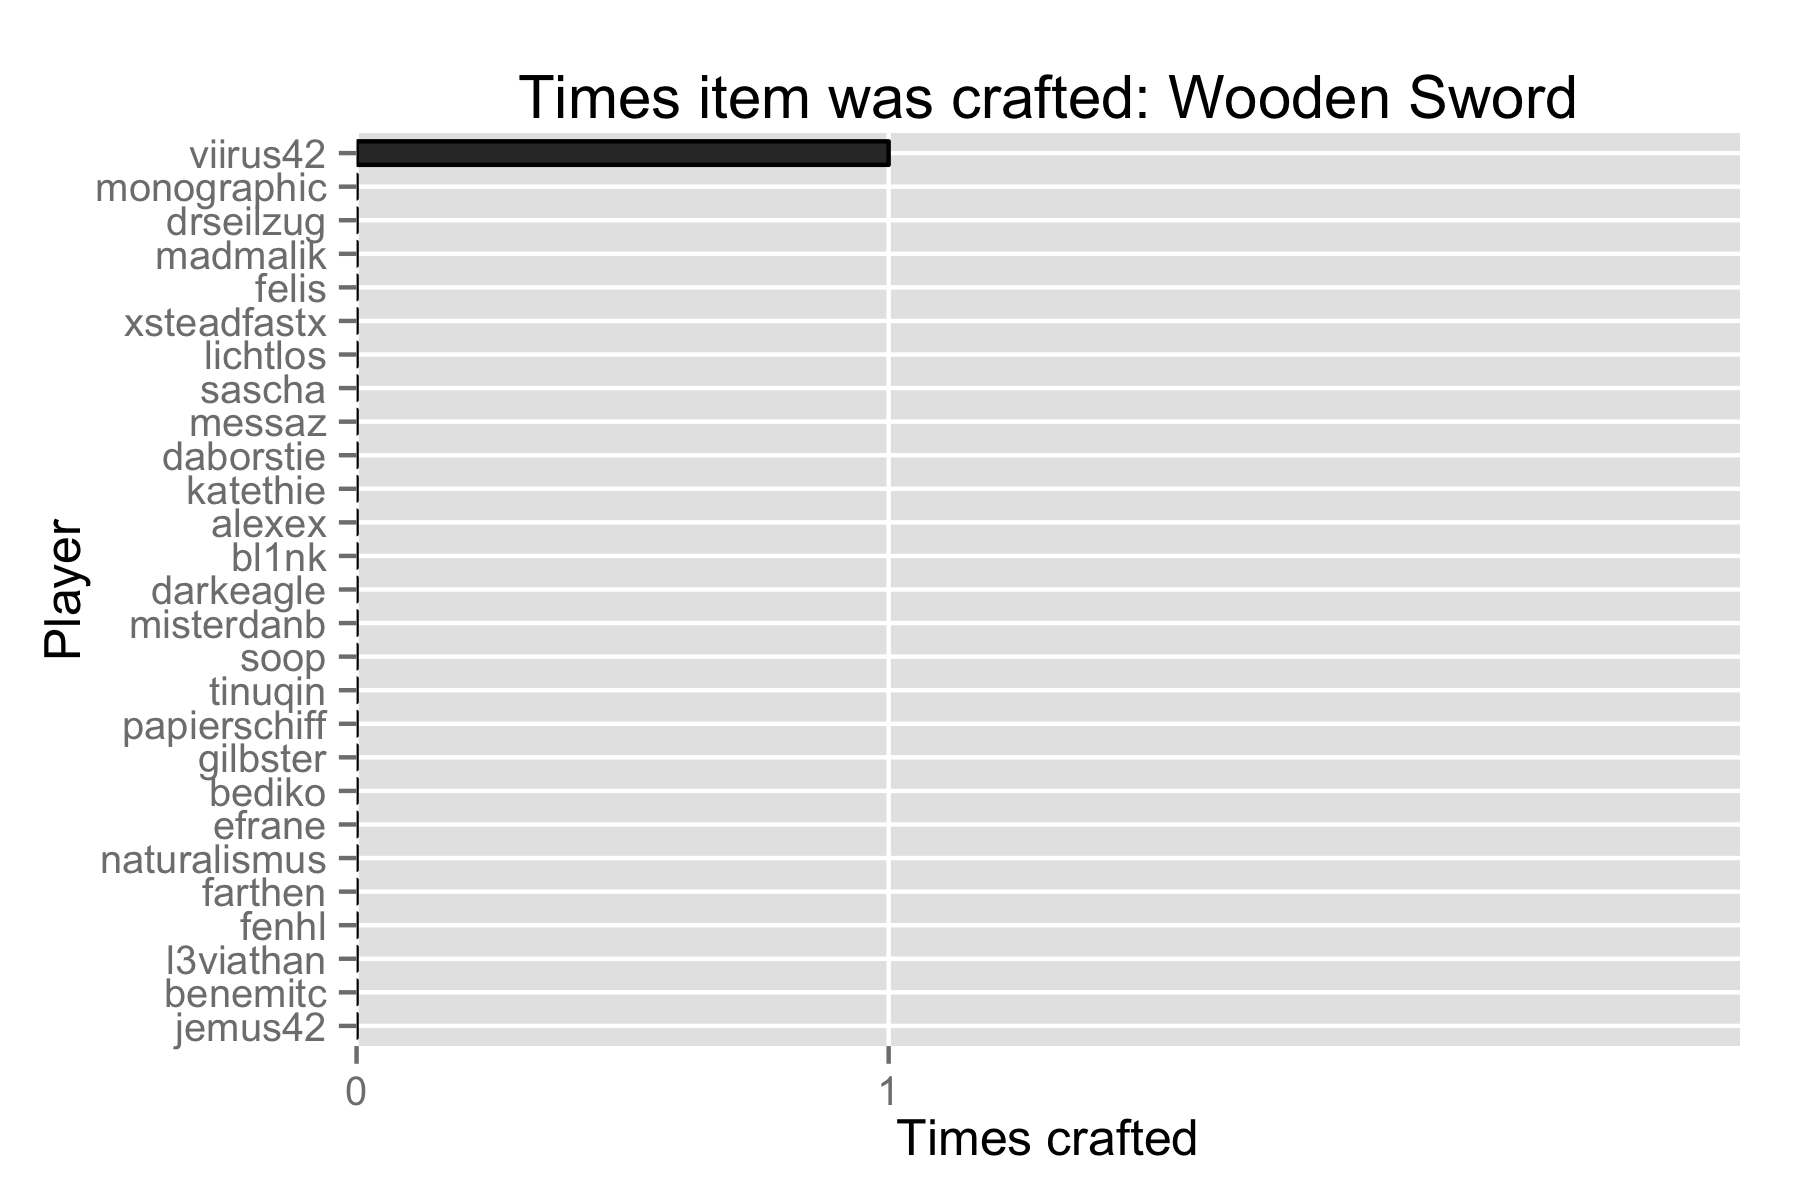 Times item was crafted: Wooden Sword
viirus42
monographic
drseilzug
madmalik
felis
xsteadfastx
lichtlos
sascha
messaz
daborstie
katethie
alexex
bl1nk
darkeagle
misterdanb
soop
tinuqin
papierschiff
gilbster
bediko
efrane
naturalismus
farthen
fenhl
l3viathan
benemitc
jemus42
Player
0 1
Times crafted